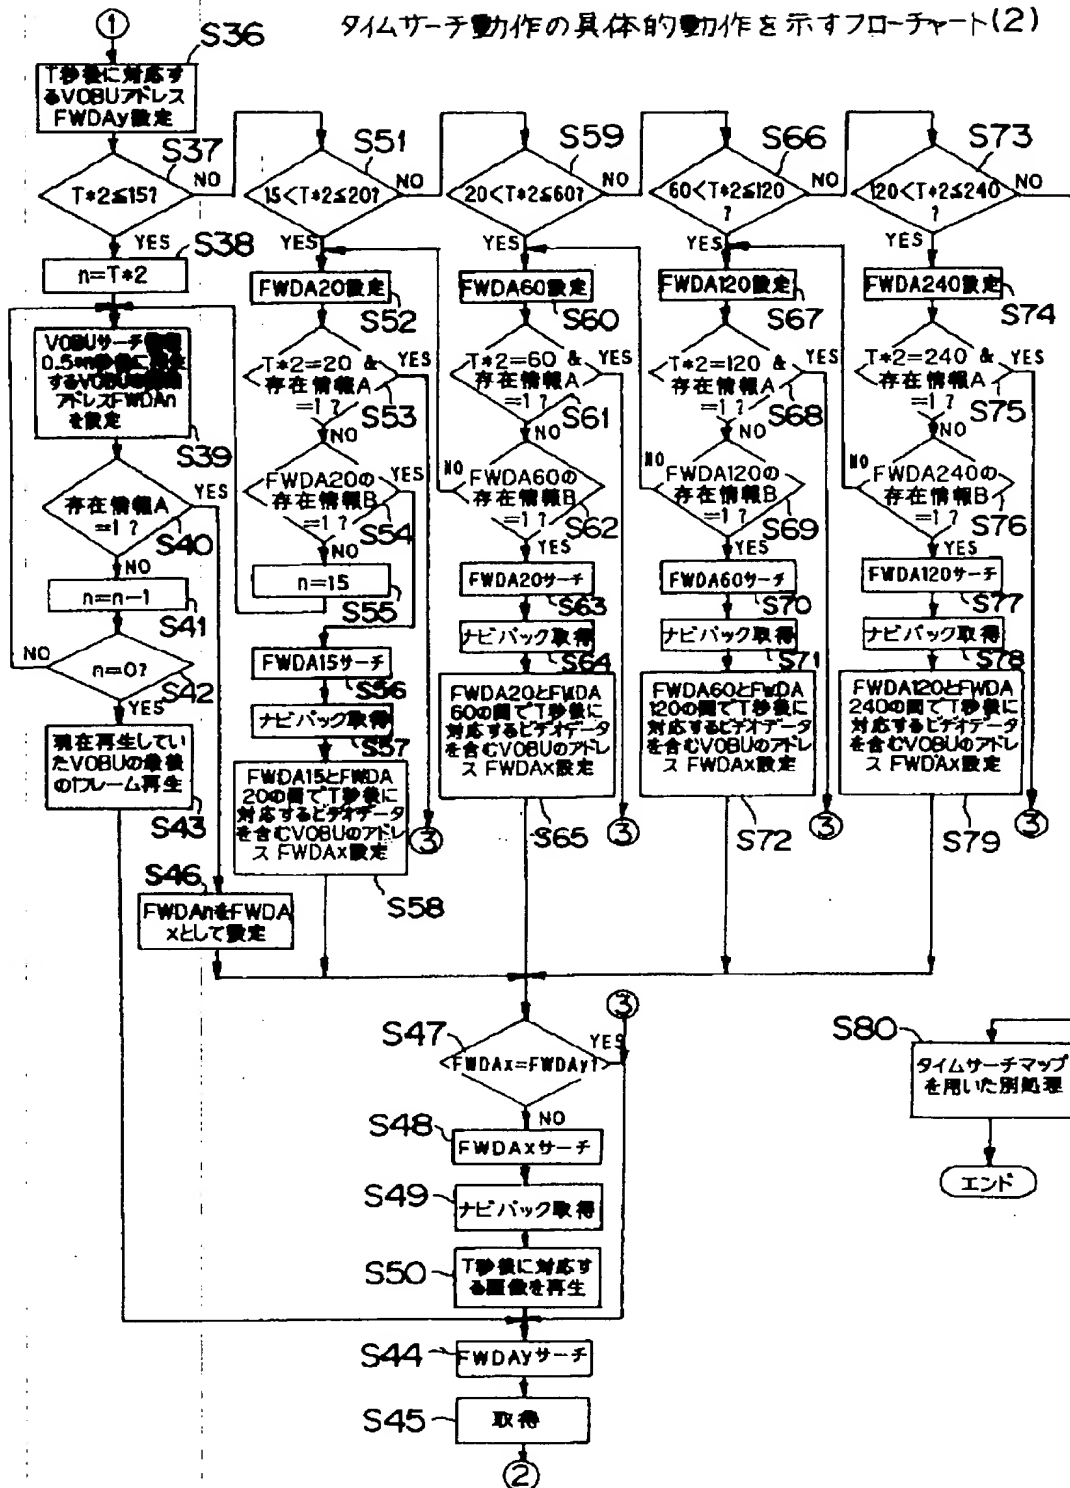 タイムサーチ動作の具体的動作を示すフローチャート(2)
①
S36
T秒後に対応す
るVOBUアドレス
FWDAy設定
S37
T*2≦15?
NO
YES
S38
n=T*2
VOBUサーチ
0.5*n秒後に
するVOBUの
アドレスFWDAn
を設定
S39
存在情報A
=1?
YES
S40
NO
n=n-1
S41
NO
n=0?
S42
YES
現在再生してい
たVOBUの最後
の1フレーム再生
S43
S46
FWDAnをFWDA
xとして設定
S51
15<T*2≦20?
NO
YES
FWDA20設定
S52
T*2=20 &
存在情報A
=1?
YES
S53
NO
FWDA20の
存在情報B
=1?
YES
S54
NO
n=15
S55
FWDA15サーチ
S56
ナビパック取得
S57
FWDA15とFWDA
20の間でT秒後に
対応するビデオデータ
を含むVOBUのアドレ
ス FWDAx設定
S58
③
S59
20<T*2≦60?
NO
YES
FWDA60設定
S60
T*2=60 &
存在情報A
=1?
YES
S61
NO
NO
FWDA60の
存在情報B
=1?
S62
YES
FWDA20サーチ
S63
ナビパック取得
S64
FWDA20とFWDA
60の間でT秒後に
対応するビデオデータ
を含むVOBUのアドレ
ス FWDAx設定
S65
③
S66
60<T*2≦120
?
NO
YES
FWDA120設定
S67
T*2=120 &
存在情報A
=1?
YES
S68
NO
NO
FWDA120の
存在情報B
=1?
S69
YES
FWDA60サーチ
S70
ナビパック取得
S71
FWDA60とFWDA
120の間でT秒後に
対応するビデオデータ
を含むVOBUのアドレ
ス FWDAx設定
S72
③
S73
120<T*2≦240
?
NO
YES
FWDA240設定
S74
T*2=240 &
存在情報A
=1?
YES
S75
NO
NO
FWDA240の
存在情報B
=1?
S76
YES
FWDA120サーチ
S77
ナビパック取得
S78
FWDA120とFWDA
240の間でT秒後に
対応するビデオデータ
を含むVOBUのアドレ
ス FWDAx設定
S79
③
③
S47
FWDAx=FWDAy?
YES
NO
S48
FWDAxサーチ
S49
ナビパック取得
S50
T秒後に対応す
る画像を再生
S44
FWDAyサーチ
S45
取得
②
S80
タイムサーチマップ
を用いた別処理
エンド